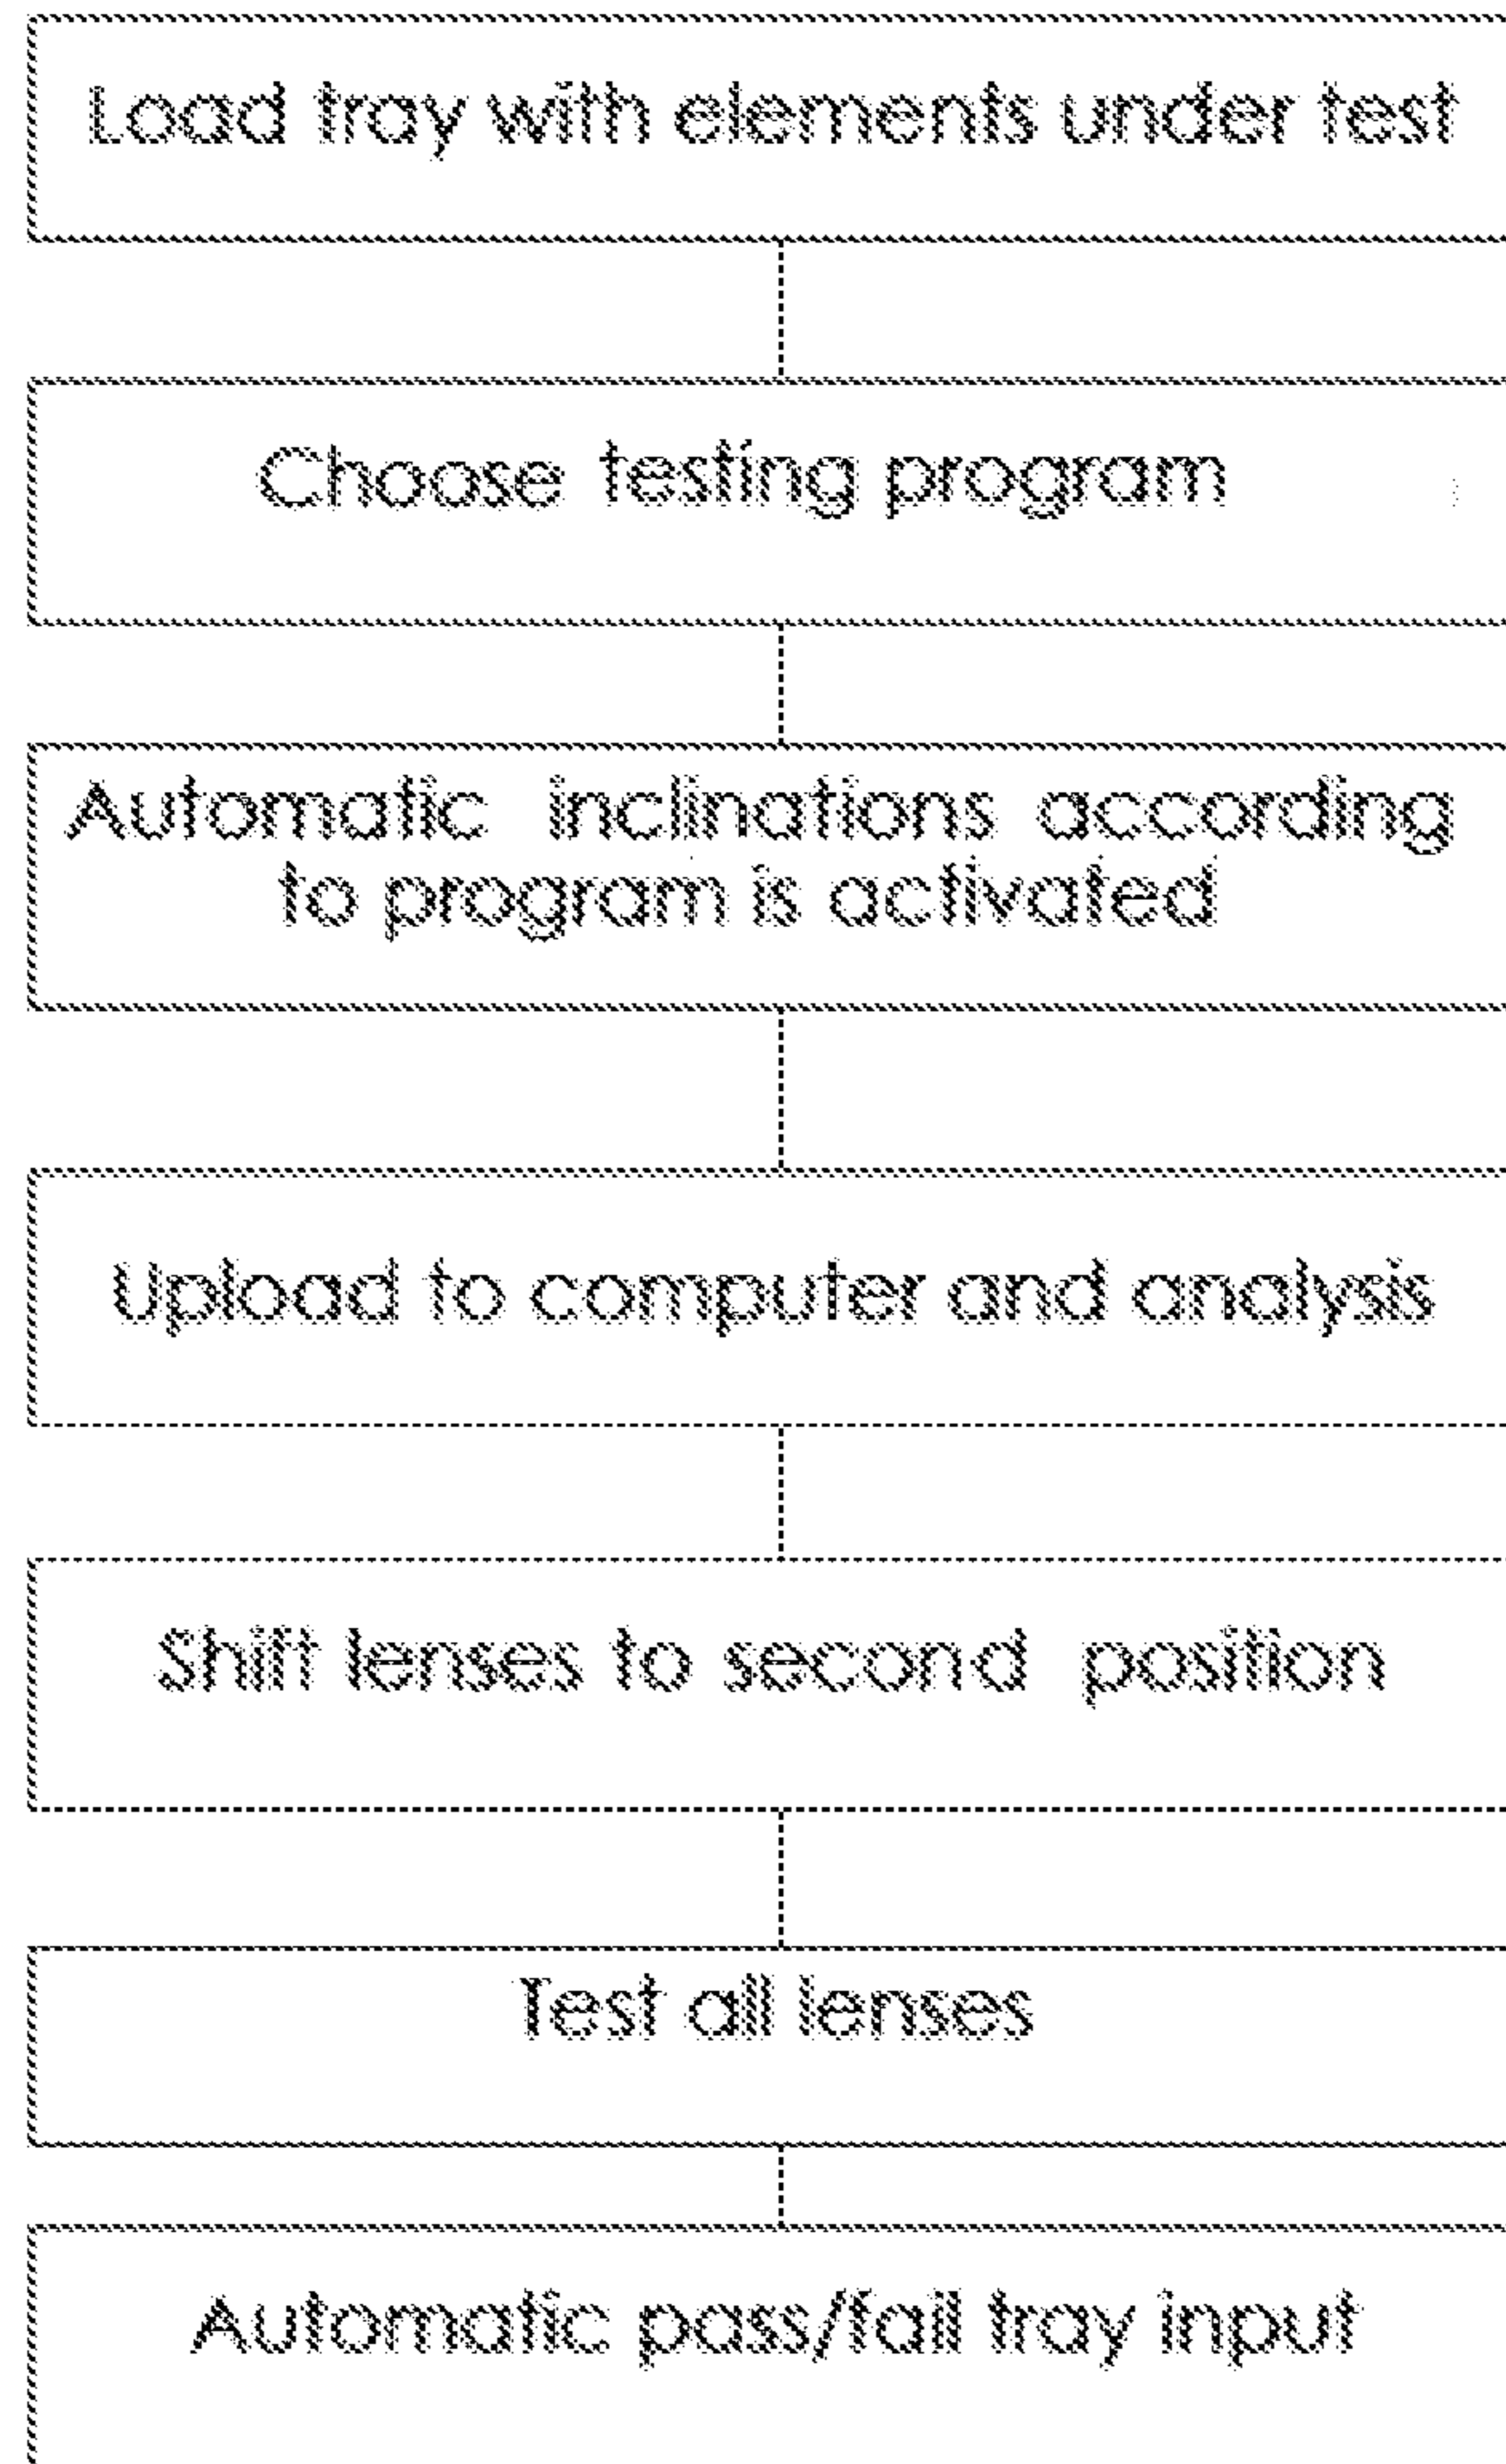 Load tray with elements under test
Choose testing program
Automatic inclinations according
to program is activated
Upload to computer and analysis
Shift lenses to second position
Test all lenses
Automatic pass/fail tray input